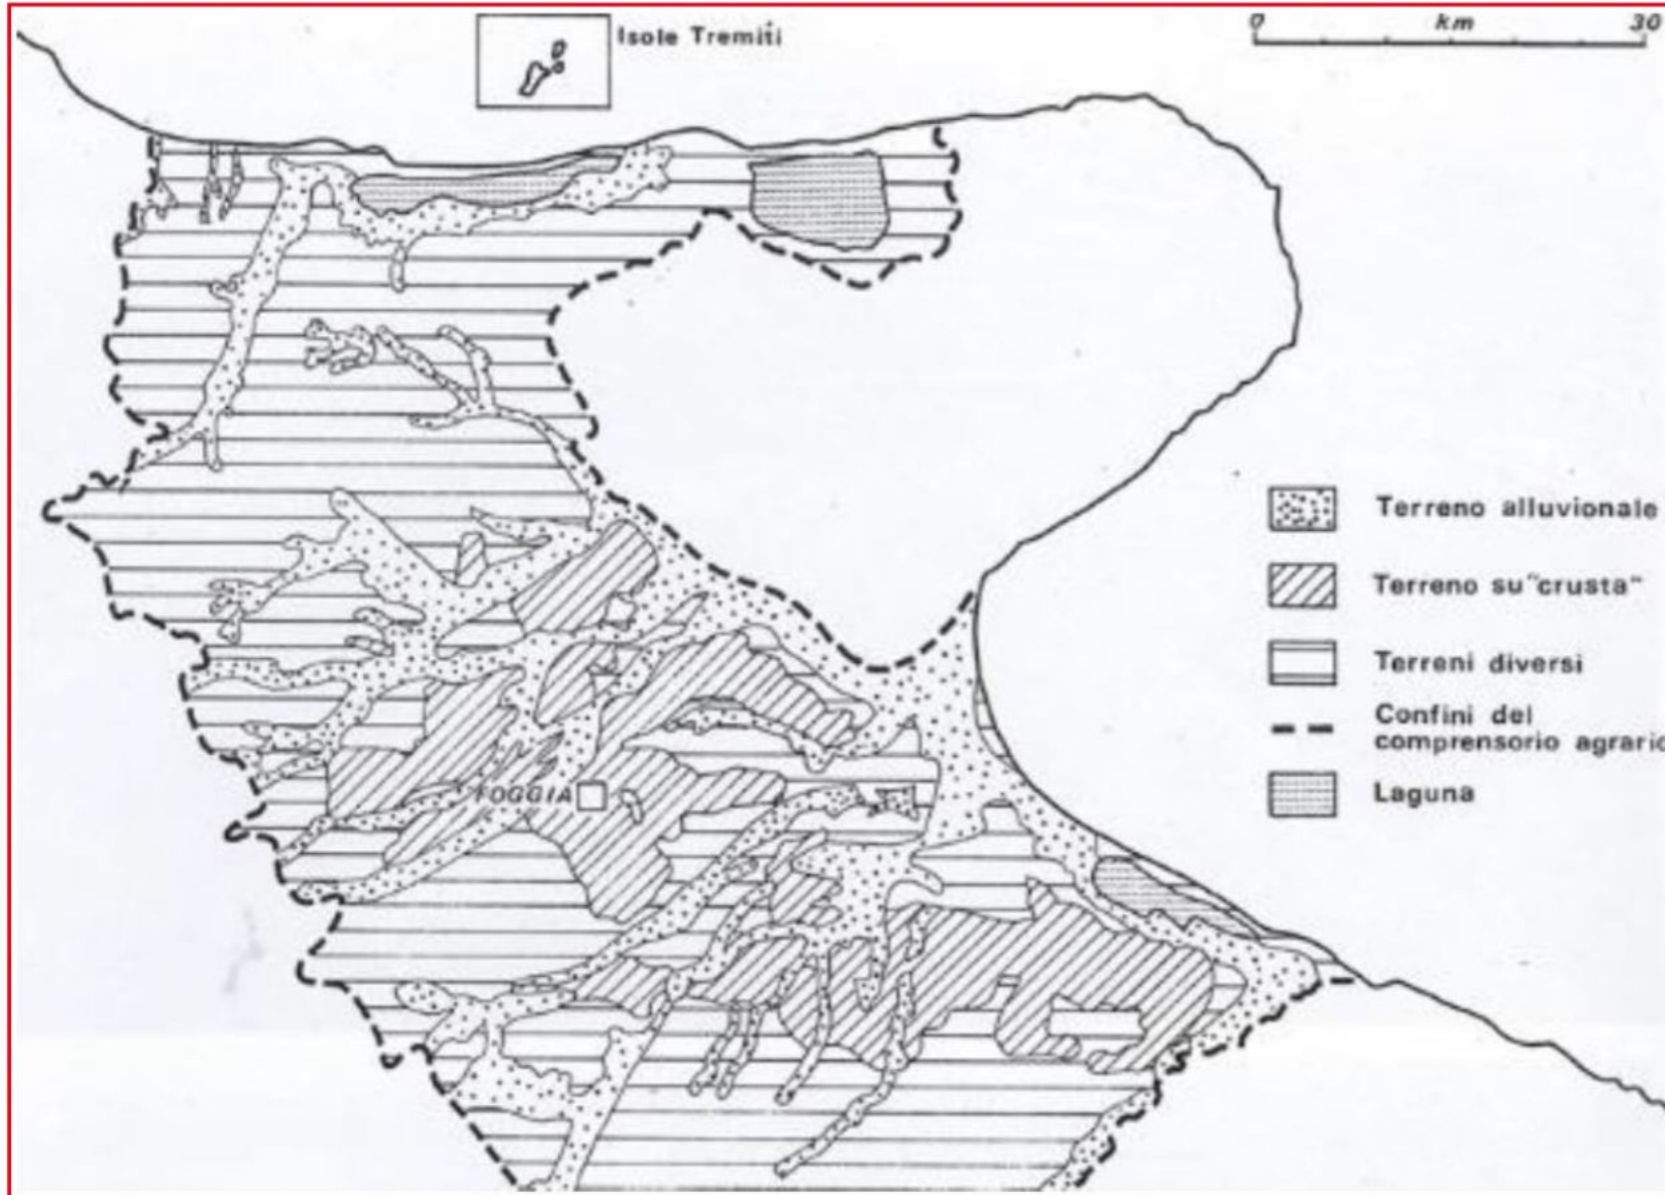 Isole Tremiti
0 km 30
Terreno alluvionale
Terreno su "crusta"
Terreni diversi
Confini del
comprensorio agrario
Laguna
FOGGIA